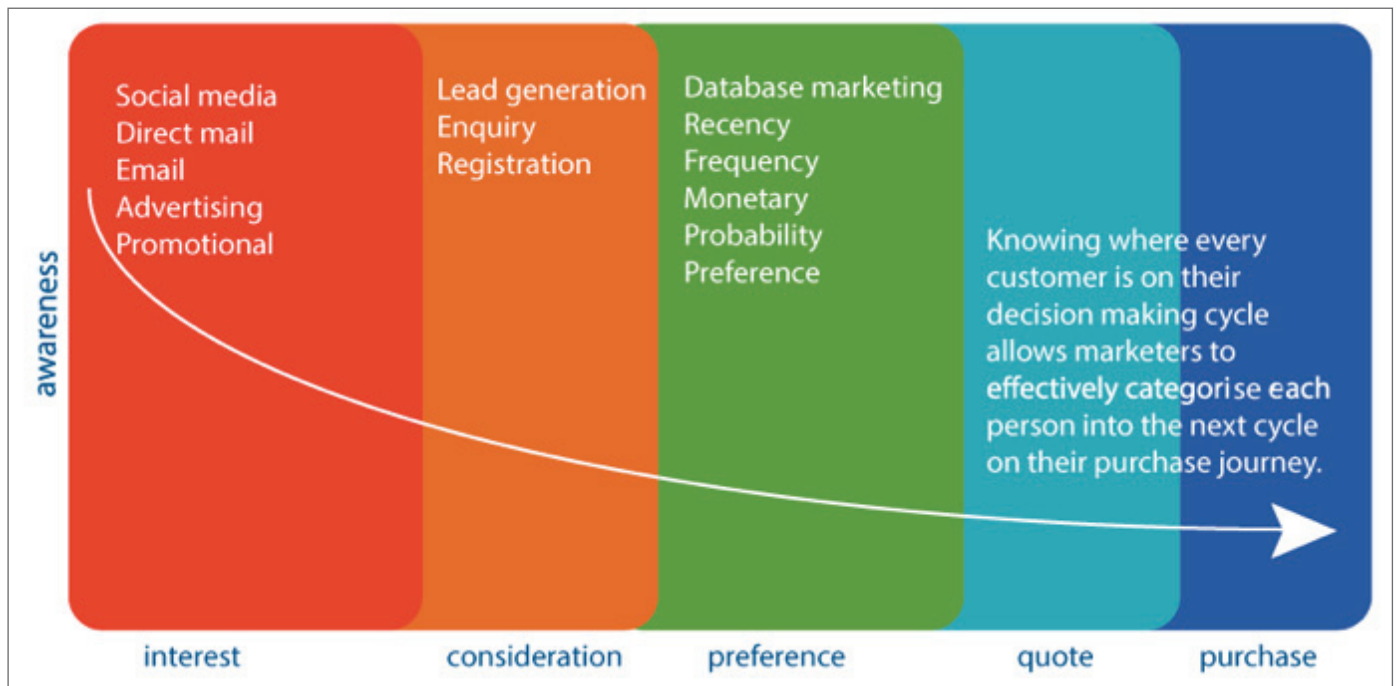 Social media
Direct mail
Email
Advertising
Promotional
Lead generation
Enquiry
Registration
Database marketing
Recency
Frequency
Monetary
Probability
Preference
Knowing where every
customer is on their
decision making cycle
allows marketers to
effectively categorise each
person into the next cycle
on their purchase journey.
awareness
interest
consideration
preference
quote
purchase